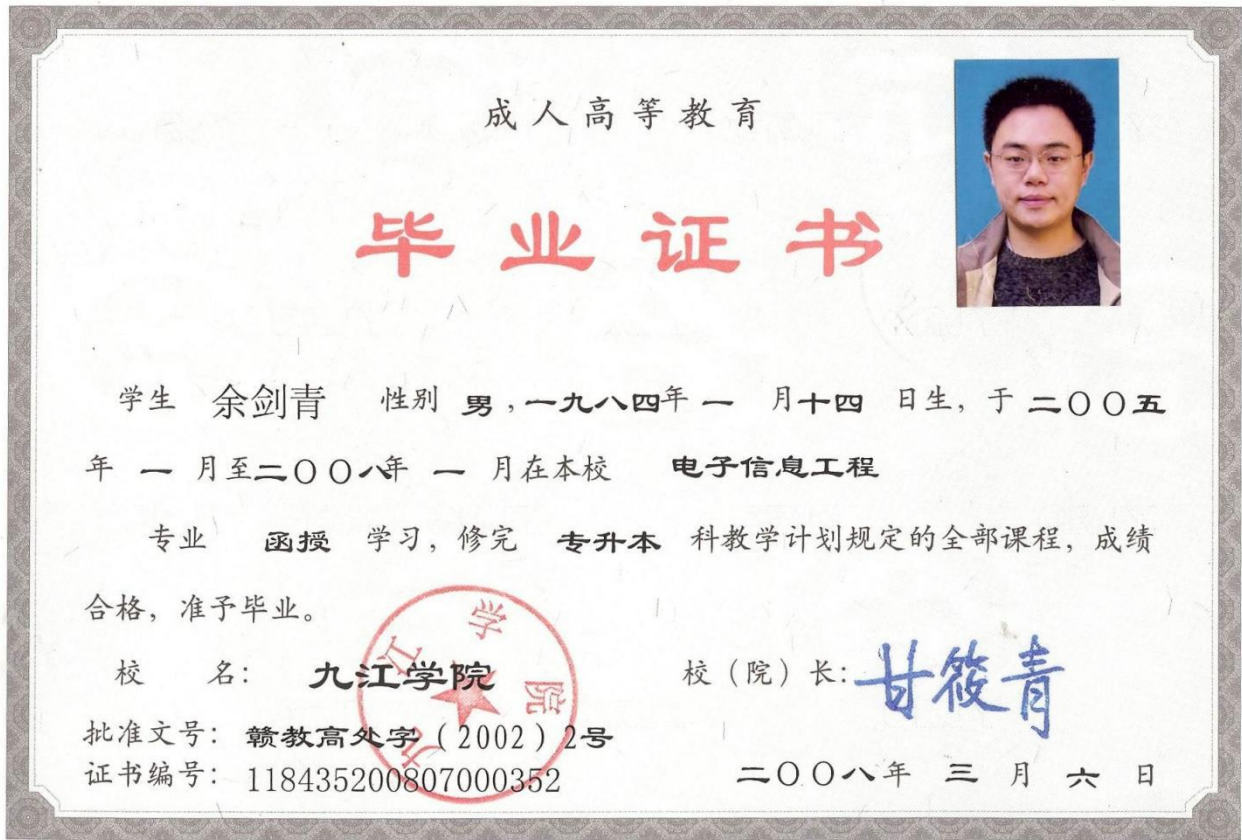 成人高等教育
毕业证书
学生 余剑青 性别 男，一九八四年 一 月十四 日生，于 二〇〇五
年 一 月至二〇〇八年 一 月在本校 电子信息工程
专业 函授 学习，修完 专升本 科教学计划规定的全部课程，成绩
合格，准予毕业。
校 名： 九江学院
校（院）长：甘筱青
批准文号：赣教高处字（2002）2号
证书编号：118435200807000352
二〇〇八年 三 月 六 日
九江学院